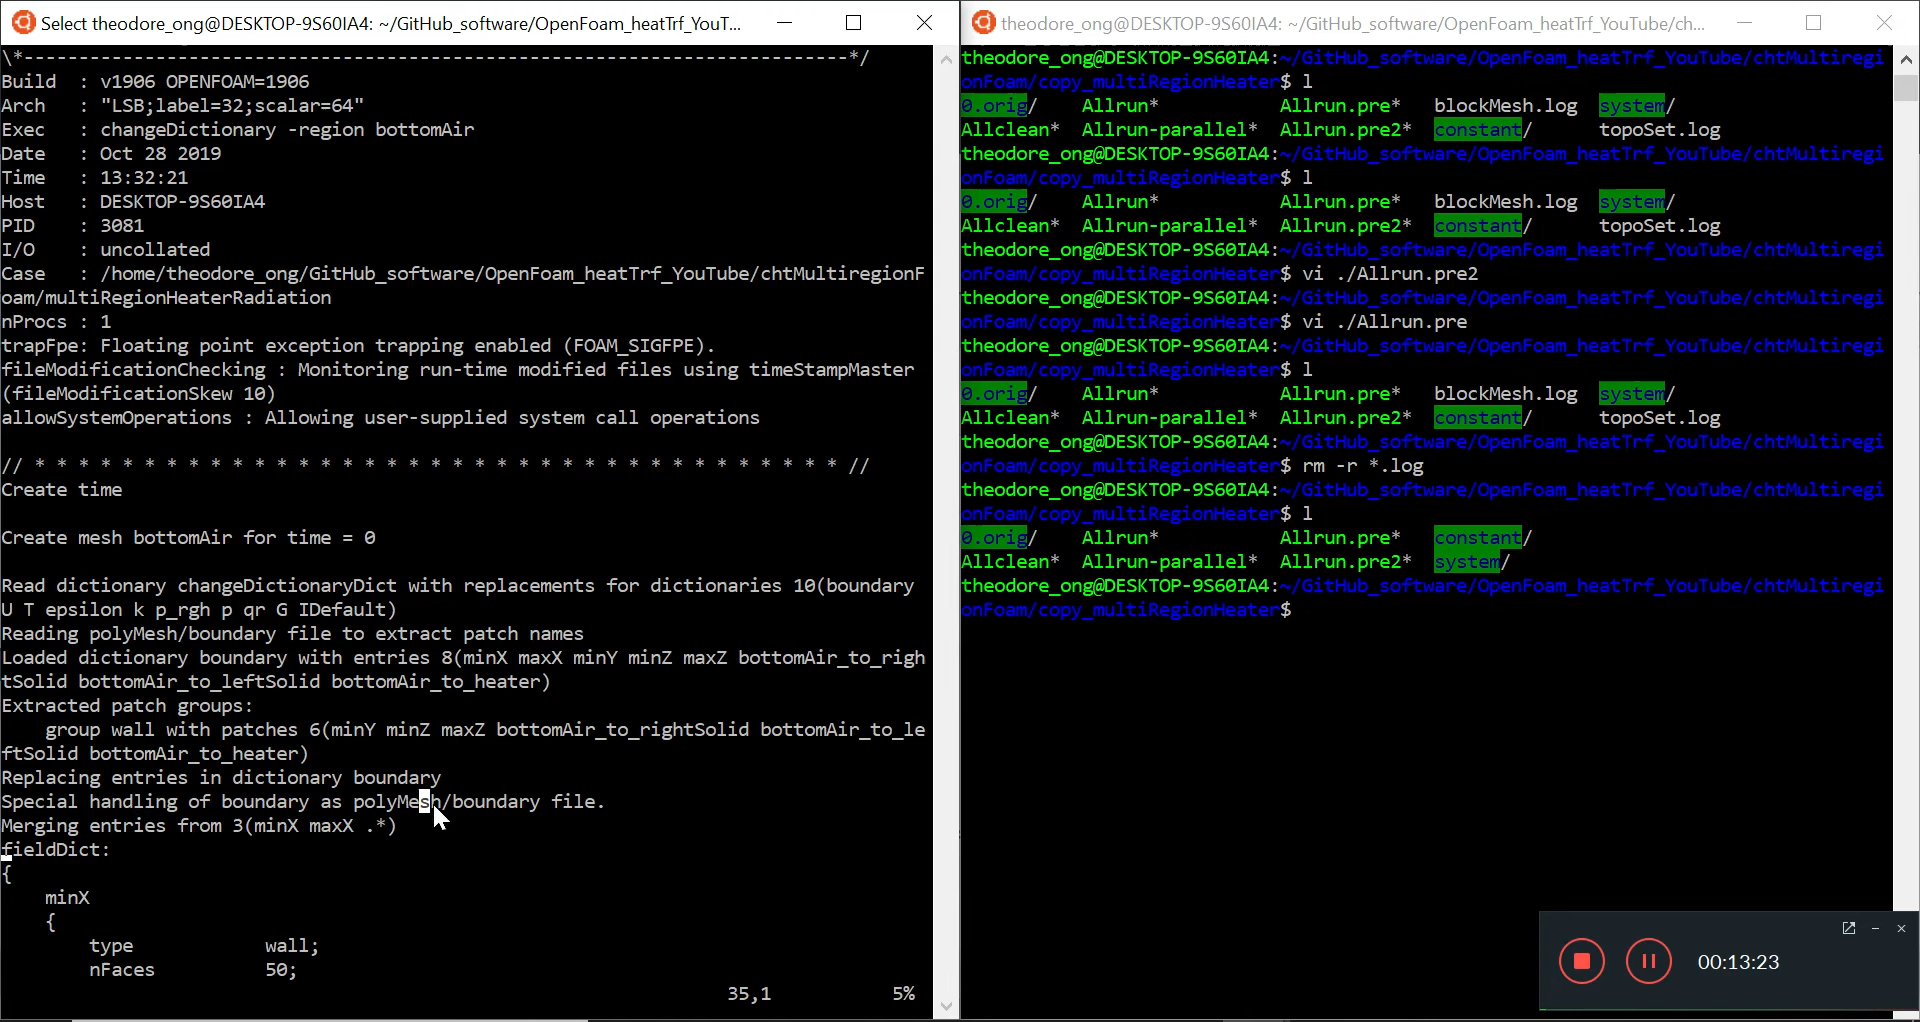 Select theodore_ong@DESKTOP-9S60IA4: ~/GitHub_software/OpenFoam_heatTrf_YouT...
\*---------------------------------------------------------------------------*/
Build  : v1906 OPENFOAM=1906
Arch   : "LSB;label=32;scalar=64"
Exec   : changeDictionary -region bottomAir
Date   : Oct 28 2019
Time   : 13:32:21
Host   : DESKTOP-9S60IA4
PID    : 3081
I/O    : uncollated
Case   : /home/theodore_ong/GitHub_software/OpenFoam_heatTrf_YouTube/chtMultiregionF
oam/multiRegionHeaterRadiation
nProcs : 1
trapFpe: Floating point exception trapping enabled (FOAM_SIGFPE).
fileModificationChecking : Monitoring run-time modified files using timeStampMaster
(fileModificationSkew 10)
allowSystemOperations : Allowing user-supplied system call operations
// * * * * * * * * * * * * * * * * * * * * * * * * * * * * * * * * * * * * * //
Create time
Create mesh bottomAir for time = 0
Read dictionary changeDictionaryDict with replacements for dictionaries 10(boundary
U T epsilon k p_rgh p qr G IDefault)
Reading polyMesh/boundary file to extract patch names
Loaded dictionary boundary with entries 8(minX maxX minY minZ maxZ bottomAir_to_righ
tSolid bottomAir_to_leftSolid bottomAir_to_heater)
Extracted patch groups:
    group wall with patches 6(minY minZ maxZ bottomAir_to_rightSolid bottomAir_to_le
ftSolid bottomAir_to_heater)
Replacing entries in dictionary boundary
Special handling of boundary as polyMesh/boundary file.
Merging entries from 3(minX maxX .*)
fieldDict:
{
    minX
    {
        type            wall;
        nFaces          50;
35,1           5%
theodore_ong@DESKTOP-9S60IA4: ~/GitHub_software/OpenFoam_heatTrf_YouTube/ch...
theodore_ong@DESKTOP-9S60IA4:~/GitHub_software/OpenFoam_heatTrf_YouTube/chtMultiregi
onFoam/copy_multiRegionHeater$ l
0.orig/    Allrun*           Allrun.pre*   blockMesh.log  system/
Allclean*  Allrun-parallel*  Allrun.pre2*  constant/      topoSet.log
theodore_ong@DESKTOP-9S60IA4:~/GitHub_software/OpenFoam_heatTrf_YouTube/chtMultiregi
onFoam/copy_multiRegionHeater$ l
0.orig/    Allrun*           Allrun.pre*   blockMesh.log  system/
Allclean*  Allrun-parallel*  Allrun.pre2*  constant/      topoSet.log
theodore_ong@DESKTOP-9S60IA4:~/GitHub_software/OpenFoam_heatTrf_YouTube/chtMultiregi
onFoam/copy_multiRegionHeater$ vi ./Allrun.pre2
theodore_ong@DESKTOP-9S60IA4:~/GitHub_software/OpenFoam_heatTrf_YouTube/chtMultiregi
onFoam/copy_multiRegionHeater$ vi ./Allrun.pre
theodore_ong@DESKTOP-9S60IA4:~/GitHub_software/OpenFoam_heatTrf_YouTube/chtMultiregi
onFoam/copy_multiRegionHeater$ l
0.orig/    Allrun*           Allrun.pre*   blockMesh.log  system/
Allclean*  Allrun-parallel*  Allrun.pre2*  constant/      topoSet.log
theodore_ong@DESKTOP-9S60IA4:~/GitHub_software/OpenFoam_heatTrf_YouTube/chtMultiregi
onFoam/copy_multiRegionHeater$ rm -r *.log
theodore_ong@DESKTOP-9S60IA4:~/GitHub_software/OpenFoam_heatTrf_YouTube/chtMultiregi
onFoam/copy_multiRegionHeater$ l
0.orig/    Allrun*           Allrun.pre*   constant/
Allclean*  Allrun-parallel*  Allrun.pre2*  system/
theodore_ong@DESKTOP-9S60IA4:~/GitHub_software/OpenFoam_heatTrf_YouTube/chtMultiregi
onFoam/copy_multiRegionHeater$
00:13:23